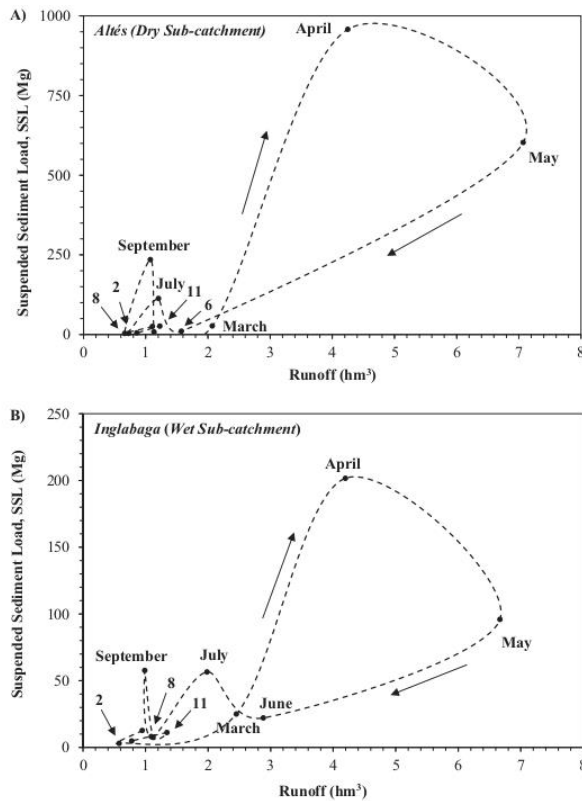 A)
Altés (Dry Sub-catchment)
Suspended Sediment Load, SSL (Mg)
1000
750
500
250
0
April
May
September
July
2
8
11
6
March
0 1 2 3 4 5 6 7 8
Runoff (hm³)
B)
Inglabaga (Wet Sub-catchment)
Suspended Sediment Load, SSL (Mg)
250
200
150
100
50
0
April
May
September
July
8
2
11
June
March
0 1 2 3 4 5 6 7 8
Runoff (hm³)